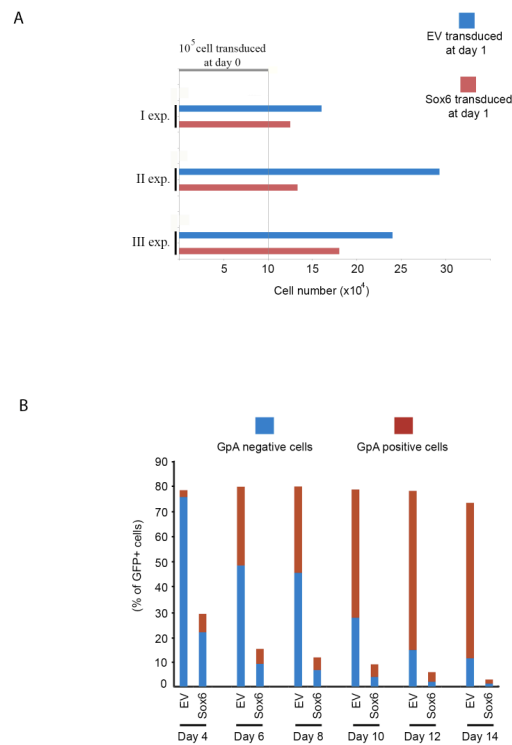 A
10⁵ cell transduced
at day 0
EV transduced
at day 1
Sox6 transduced
at day 1
I exp.
II exp.
III exp.
5 10 15 20 25 30
Cell number (x10⁴)
B
GpA negative cells GpA positive cells
(% of GFP+ cells)
90
80
70
60
50
40
30
20
10
0
EV Sox6 EV Sox6 EV Sox6 EV Sox6 EV Sox6 EV Sox6
Day 4 Day 6 Day 8 Day 10 Day 12 Day 14